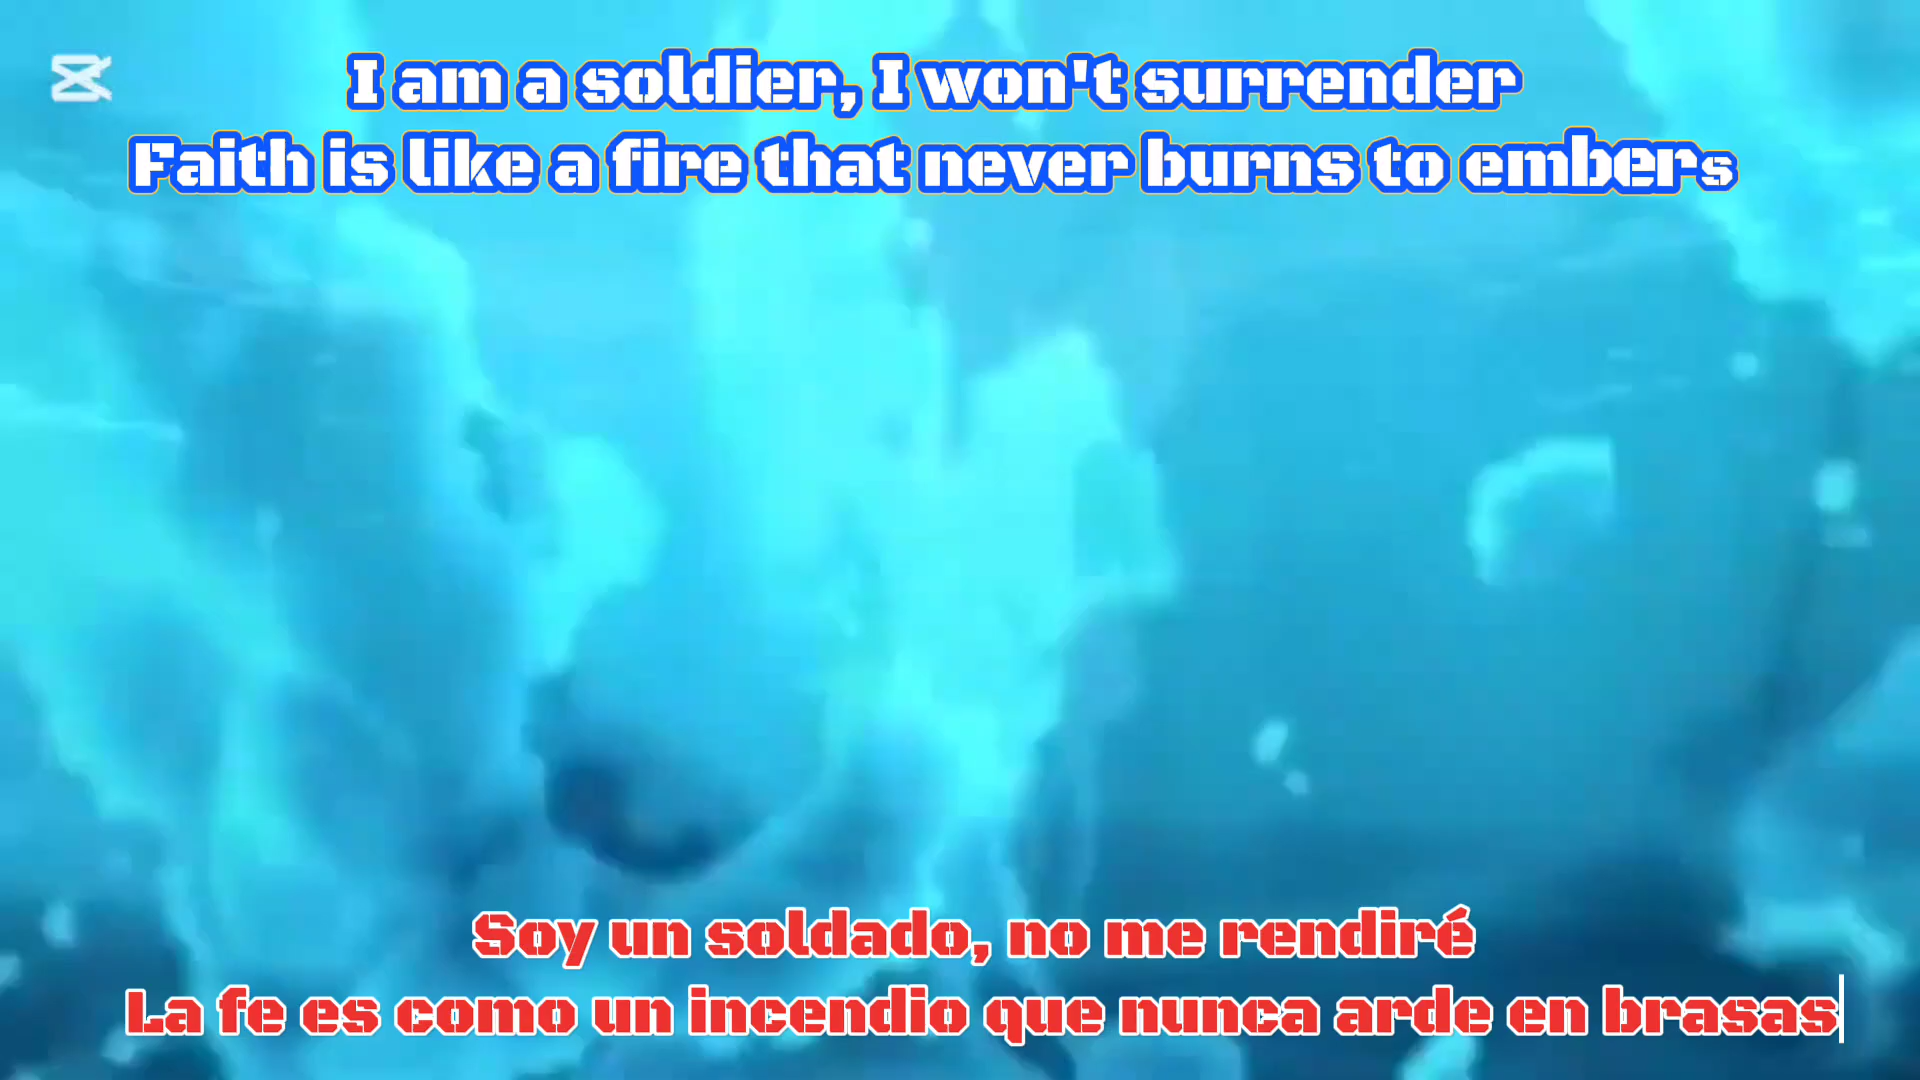 I am a soldier, I won't surrender
Faith is like a fire that never burns to embers
Soy un soldado, no me rendiré
La fe es como un incendio que nunca arde en brasas